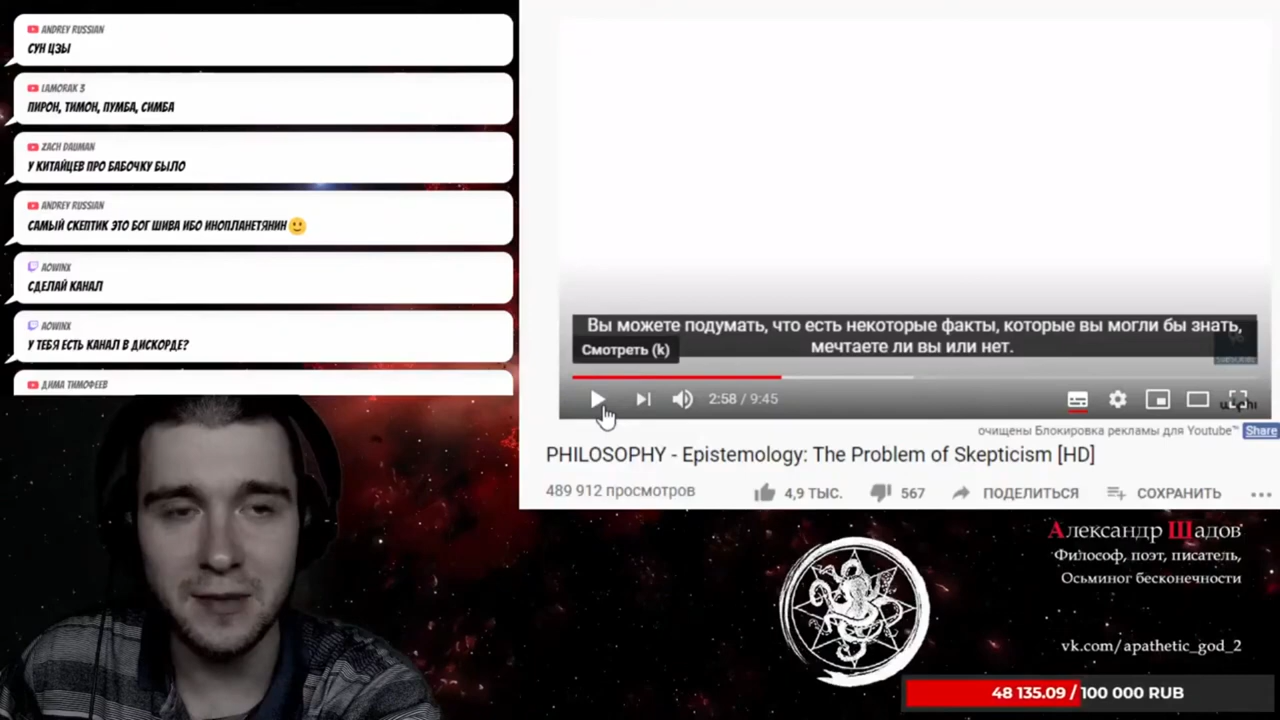 ANDREY RUSSIAN
СУН ЦЗЫ
LAMORAK 3
ПИРОН, ТИМОН, ПУМБА, СИМБА
ZACH DAUMAN
У КИТАЙЦЕВ ПРО БАБОЧКУ БЫЛО
ANDREY RUSSIAN
САМЫЙ СКЕПТИК ЭТО БОГ ШИВА ИБО ИНОПЛАНЕТЯНИН
AOWINX
СДЕЛАЙ КАНАЛ
AOWINX
У ТЕБЯ ЕСТЬ КАНАЛ В ДИСКОРДЕ?
ДИМА ТИМОФЕЕВ
Вы можете подумать, что есть некоторые факты, которые вы могли бы знать,
мечтаете ли вы или нет.
Смотреть (k)
2:58 / 9:45
очищены Блокировка рекламы для Youtube™ Share
PHILOSOPHY - Epistemology: The Problem of Skepticism [HD]
489 912 просмотров
4,9 ТЫС.
567
ПОДЕЛИТЬСЯ
СОХРАНИТЬ
Александр Шадов
Философ, поэт, писатель,
Осьминог бесконечности
vk.com/apathetic_god_2
48 135.09 / 100 000 RUB